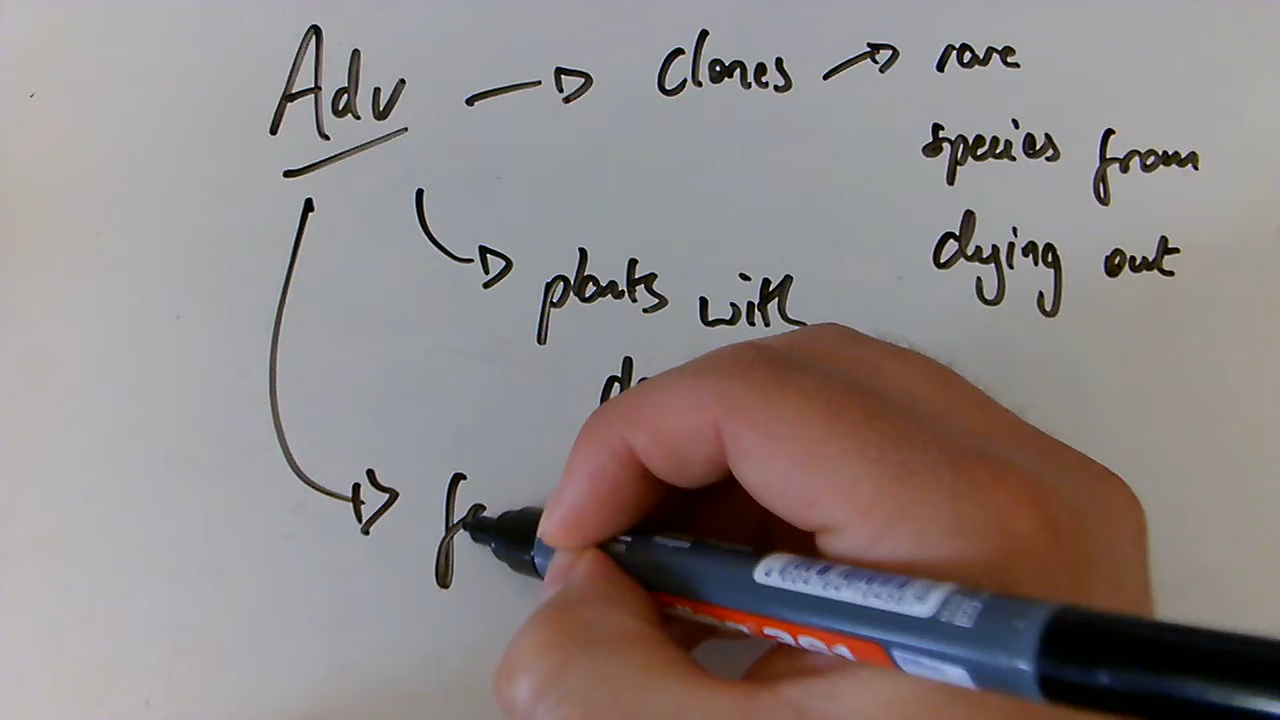 Adv → Clones → rare
species from
dying out
plants with